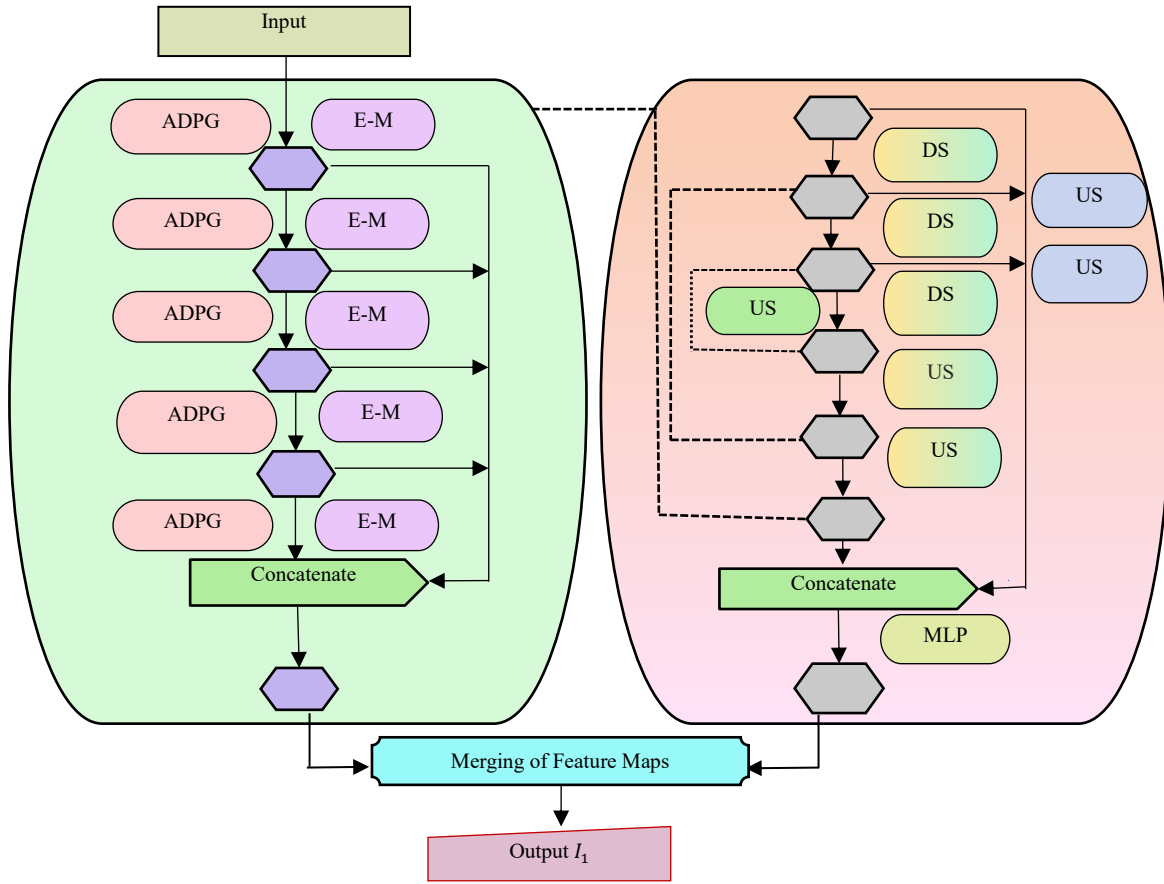 Input
ADPG
E-M
ADPG
E-M
ADPG
E-M
ADPG
E-M
ADPG
E-M
Concatenate
DS
US
DS
US
DS
US
US
US
Concatenate
MLP
Merging of Feature Maps
Output I₁